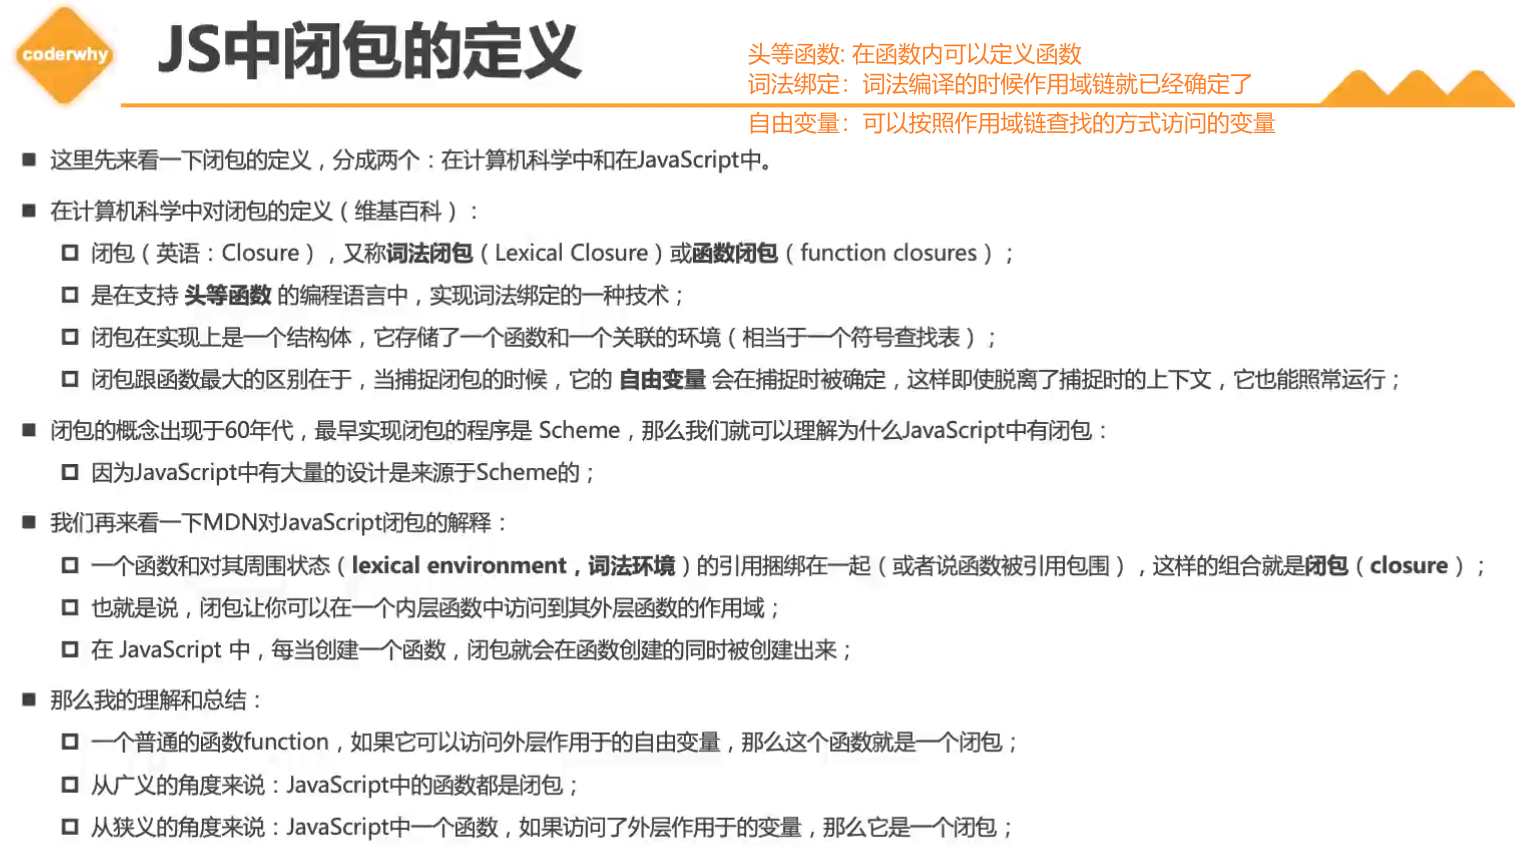 coderwhy
JS中闭包的定义
头等函数: 在函数内可以定义函数
词法绑定：词法编译的时候作用域链就已经确定了
自由变量：可以按照作用域链查找的方式访问的变量
这里先来看一下闭包的定义，分成两个：在计算机科学中和在JavaScript中。
在计算机科学中对闭包的定义（维基百科）：
闭包（英语：Closure），又称词法闭包（Lexical Closure）或函数闭包（function closures）；
是在支持 头等函数 的编程语言中，实现词法绑定的一种技术；
闭包在实现上是一个结构体，它存储了一个函数和一个关联的环境（相当于一个符号查找表）；
闭包跟函数最大的区别在于，当捕捉闭包的时候，它的 自由变量 会在捕捉时被确定，这样即使脱离了捕捉时的上下文，它也能照常运行；
闭包的概念出现于60年代，最早实现闭包的程序是 Scheme，那么我们就可以理解为什么JavaScript中有闭包：
因为JavaScript中有大量的设计是来源于Scheme的；
我们再来看一下MDN对JavaScript闭包的解释：
一个函数和对其周围状态（lexical environment，词法环境）的引用捆绑在一起（或者说函数被引用包围），这样的组合就是闭包（closure）；
也就是说，闭包让你可以在一个内层函数中访问到其外层函数的作用域；
在 JavaScript 中，每当创建一个函数，闭包就会在函数创建的同时被创建出来；
那么我的理解和总结：
一个普通的函数function，如果它可以访问外层作用于的自由变量，那么这个函数就是一个闭包；
从广义的角度来说：JavaScript中的函数都是闭包；
从狭义的角度来说：JavaScript中一个函数，如果访问了外层作用于的变量，那么它是一个闭包；